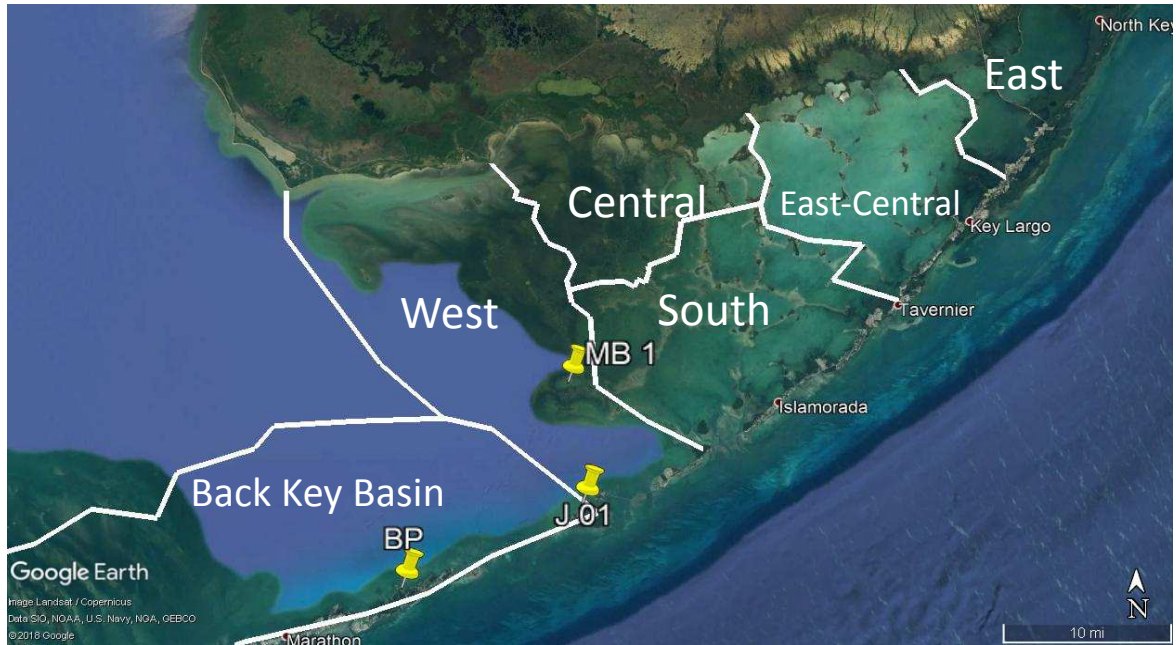 North Key
East
Central
East-Central
Key Largo
West
South
Tavernier
MB 1
Islamorada
Back Key Basin
J 01
BP
Google Earth
Image Landsat / Copernicus
Data SIO, NOAA, U.S. Navy, NGA, GEBCO
©2018 Google
Marathon
N
10 mi